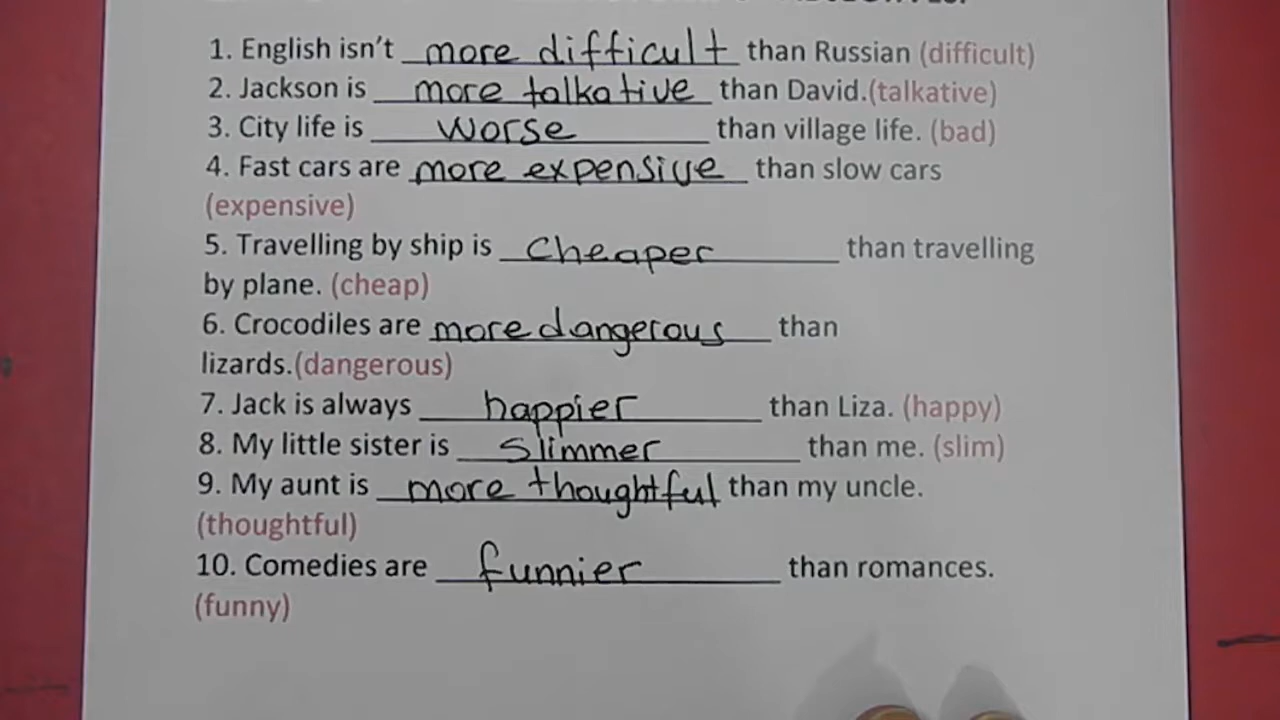 1. English isn't more difficult than Russian (difficult)
2. Jackson is more talkative than David.(talkative)
3. City life is worse than village life. (bad)
4. Fast cars are more expensive than slow cars
(expensive)
5. Travelling by ship is cheaper than travelling
by plane. (cheap)
6. Crocodiles are more dangerous than
lizards.(dangerous)
7. Jack is always happier than Liza. (happy)
8. My little sister is slimmer than me. (slim)
9. My aunt is more thoughtful than my uncle.
(thoughtful)
10. Comedies are funnier than romances.
(funny)